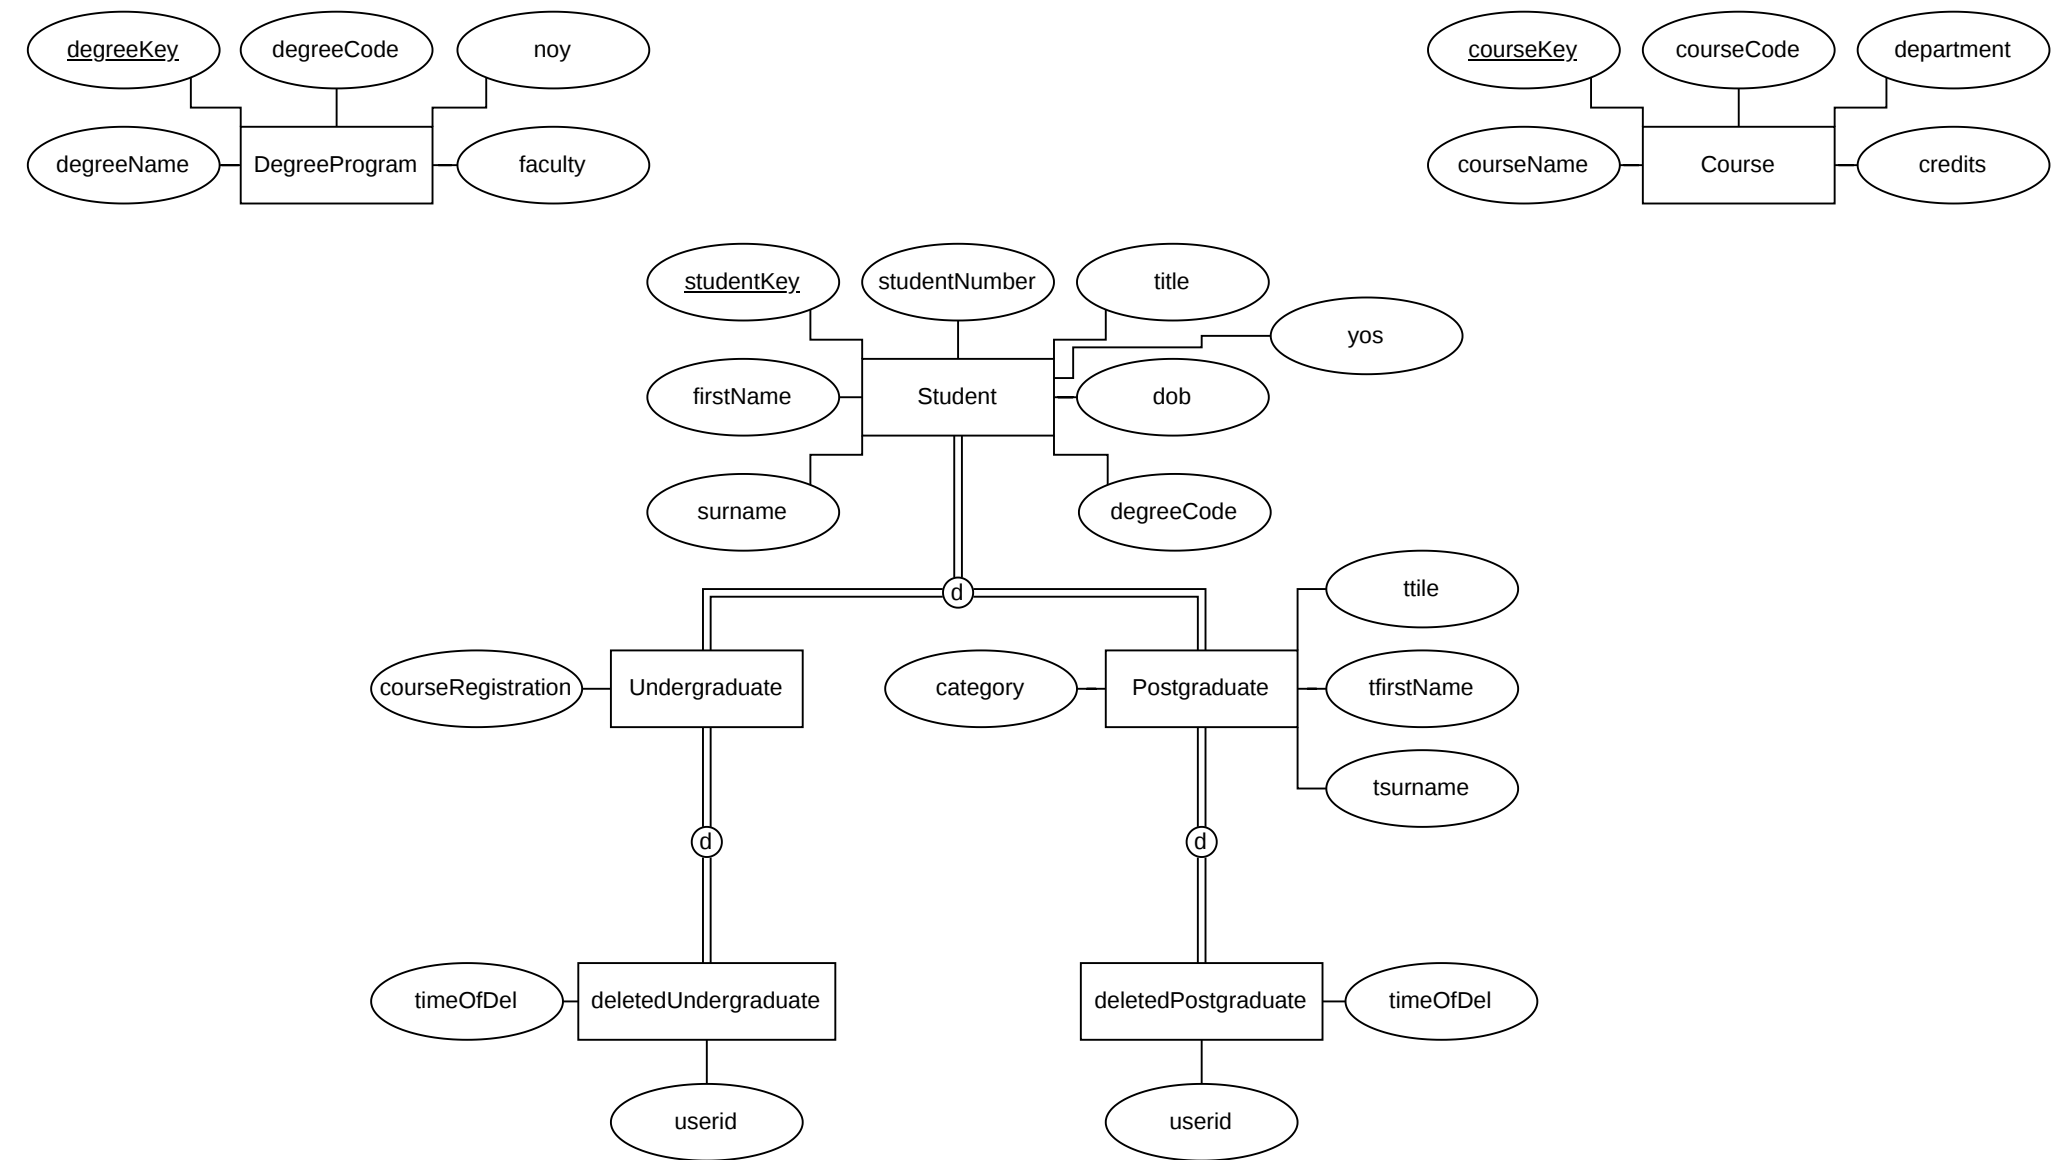 degreeKey
degreeCode
noy
degreeName
DegreeProgram
faculty
courseKey
courseCode
department
courseName
Course
credits
studentKey
studentNumber
title
yos
firstName
Student
dob
surname
degreeCode
d
ttile
courseRegistration
Undergraduate
category
Postgraduate
tfirstName
tsurname
d
d
timeOfDel
deletedUndergraduate
deletedPostgraduate
timeOfDel
userid
userid